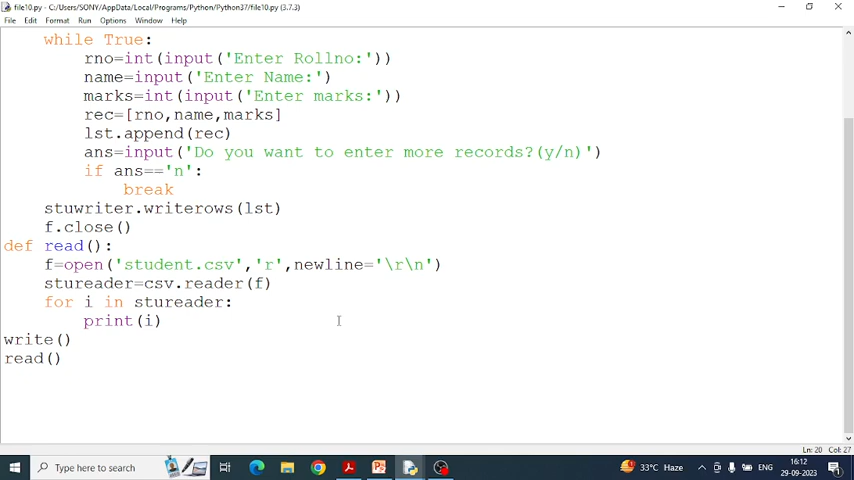 file10.py - C:/Users/SONY/AppData/Local/Programs/Python/Python37/file10.py (3.7.3)
File Edit Format Run Options Window Help
while True:
rno=int(input('Enter Rollno:'))
name=input('Enter Name:')
marks=int(input('Enter marks:'))
rec=[rno,name,marks]
lst.append(rec)
ans=input('Do you want to enter more records?(y/n)')
if ans=='n':
break
stuwriter.writerows(lst)
f.close()
def read():
f=open('student.csv','r',newline='\r\n')
stureader=csv.reader(f)
for i in stureader:
print(i)
write()
read()
Ln: 20 Col: 27
Type here to search
33°C Haze
ENG
16:12
29-09-2023
1